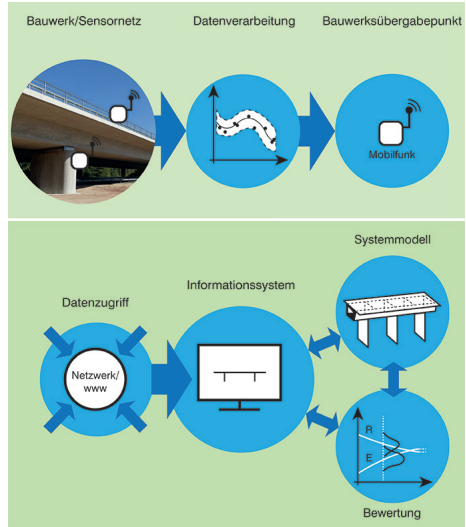 Bauwerk/Sensornetz
Datenverarbeitung
Bauwerksübergabepunkt
Mobilfunk
Systemmodell
Informationssystem
Datenzugriff
Netzwerk/
www
R
E
Bewertung